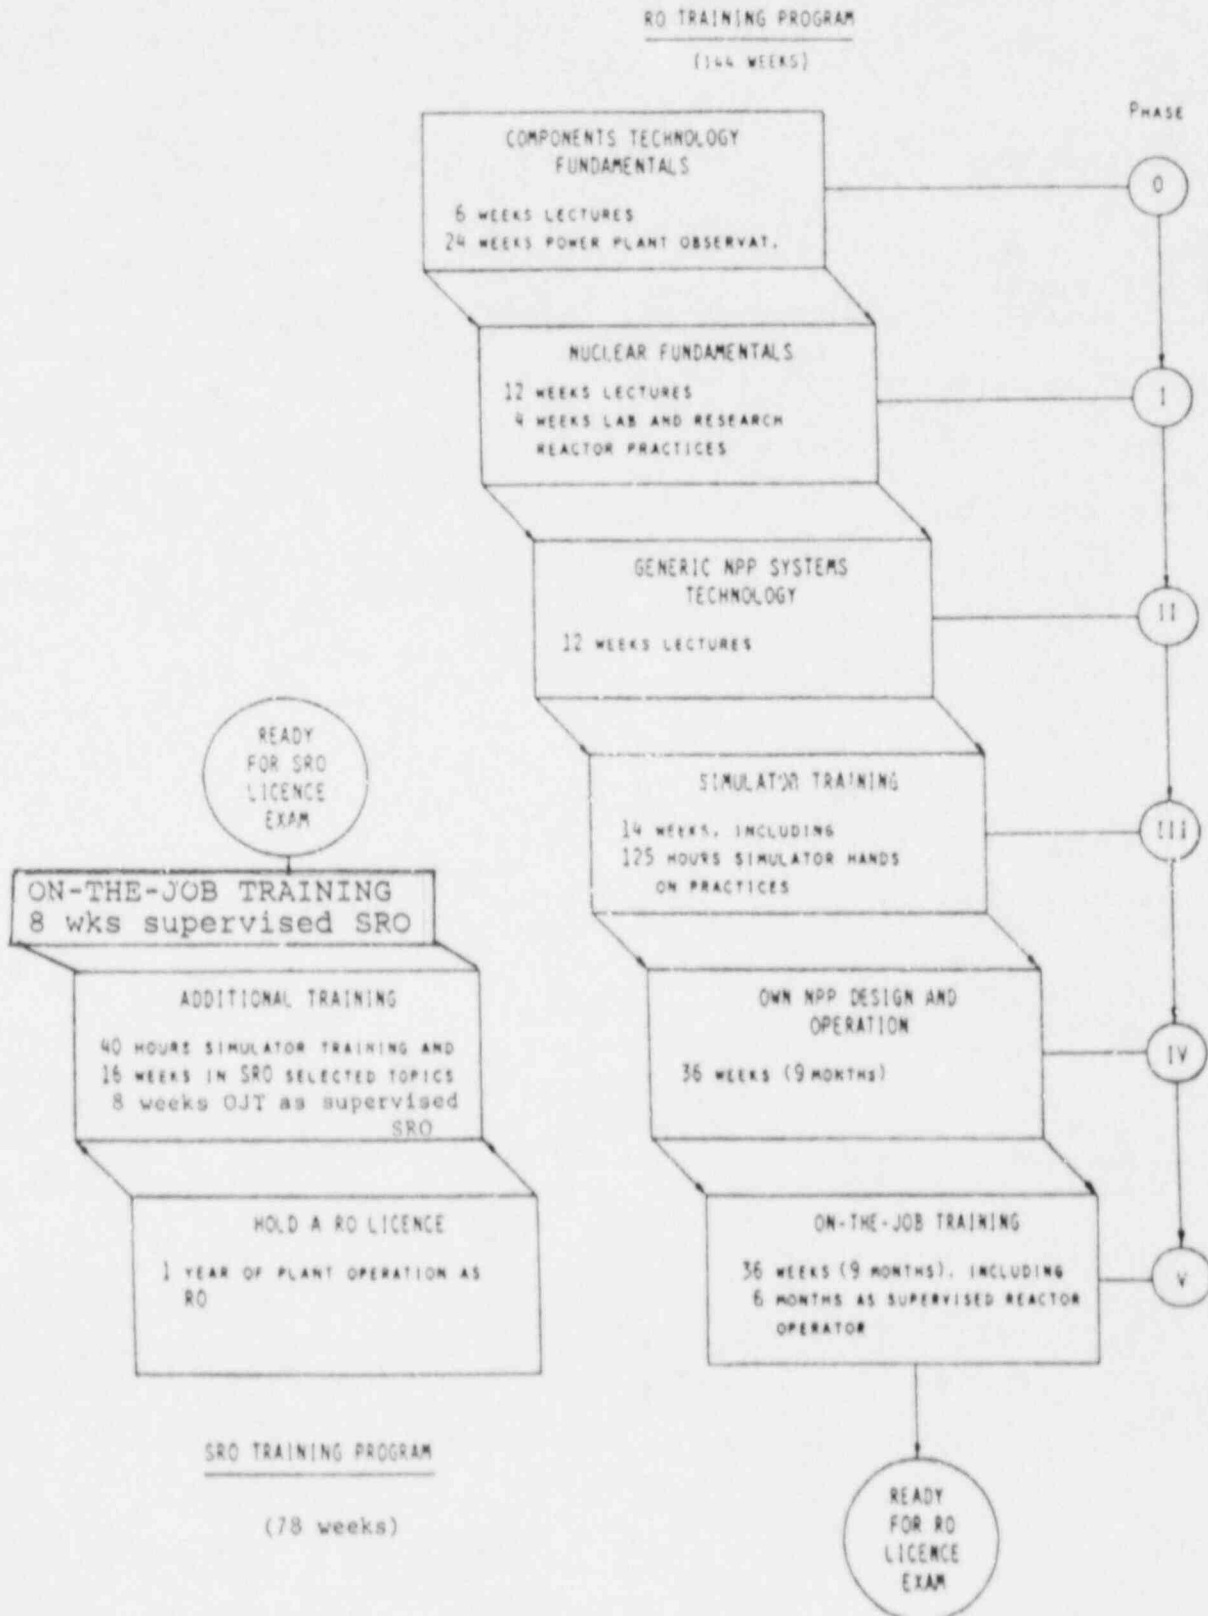 RO TRAINING PROGRAM
(144 WEEKS)
PHASE
COMPONENTS TECHNOLOGY
FUNDAMENTALS
6 WEEKS LECTURES
24 WEEKS POWER PLANT OBSERVAT.
0
NUCLEAR FUNDAMENTALS
12 WEEKS LECTURES
4 WEEKS LAB AND RESEARCH
REACTOR PRACTICES
I
GENERIC NPP SYSTEMS
TECHNOLOGY
12 WEEKS LECTURES
II
SIMULATOR TRAINING
14 WEEKS, INCLUDING
125 HOURS SIMULATOR HANDS
ON PRACTICES
III
OWN NPP DESIGN AND
OPERATION
36 WEEKS (9 MONTHS)
IV
ON-THE-JOB TRAINING
36 WEEKS (9 MONTHS), INCLUDING
6 MONTHS AS SUPERVISED REACTOR
OPERATOR
V
READY
FOR RO
LICENCE
EXAM
READY
FOR SRO
LICENCE
EXAM
ON-THE-JOB TRAINING
8 wks supervised SRO
ADDITIONAL TRAINING
40 HOURS SIMULATOR TRAINING AND
16 WEEKS IN SRO SELECTED TOPICS
8 weeks OJT as supervised
SRO
HOLD A RO LICENCE
1 YEAR OF PLANT OPERATION AS
RO
SRO TRAINING PROGRAM
(78 weeks)